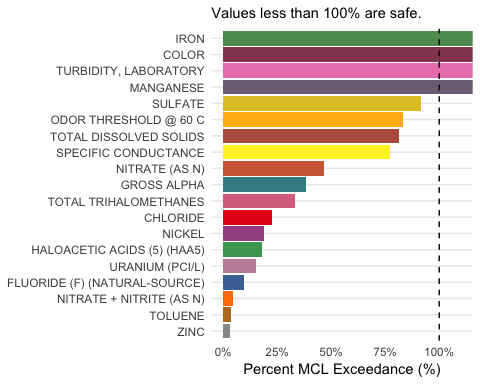 Values less than 100% are safe.
IRON
COLOR
TURBIDITY, LABORATORY
MANGANESE
SULFATE
ODOR THRESHOLD @ 60 C
TOTAL DISSOLVED SOLIDS
SPECIFIC CONDUCTANCE
NITRATE (AS N)
GROSS ALPHA
TOTAL TRIHALOMETHANES
CHLORIDE
NICKEL
HALOACETIC ACIDS (5) (HAA5)
URANIUM (PCI/L)
FLUORIDE (F) (NATURAL-SOURCE)
NITRATE + NITRITE (AS N)
TOLUENE
ZINC
0% 25% 50% 75% 100%
Percent MCL Exceedance (%)